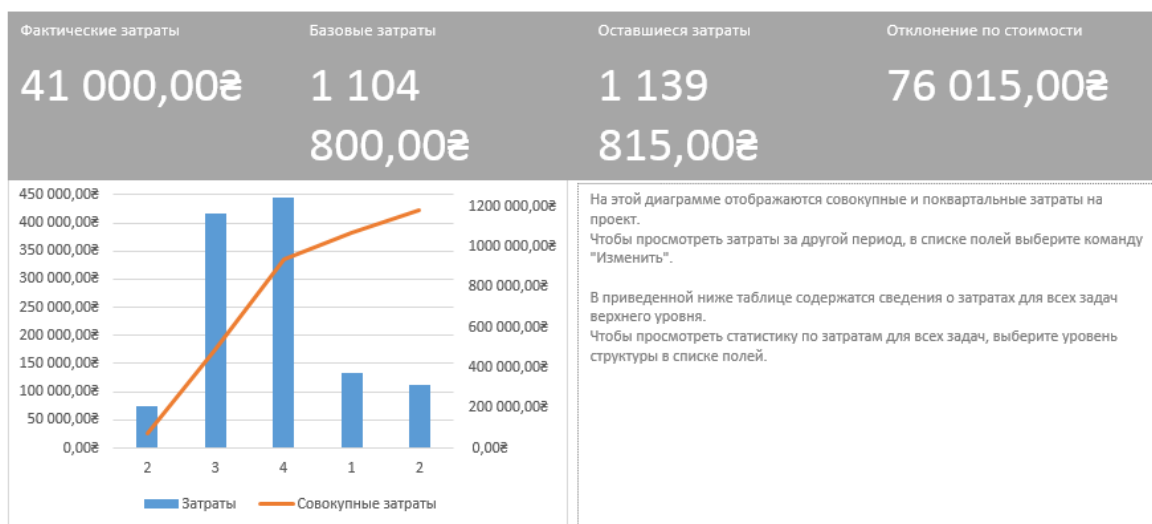 Фактические затраты
Базовые затраты
Оставшиеся затраты
Отклонение по стоимости
41 000,00₴
1 104
800,00₴
1 139
815,00₴
76 015,00₴
450 000,00₴
400 000,00₴
350 000,00₴
300 000,00₴
250 000,00₴
200 000,00₴
150 000,00₴
100 000,00₴
50 000,00₴
0,00₴
1200 000,00₴
1000 000,00₴
800 000,00₴
600 000,00₴
400 000,00₴
200 000,00₴
0,00₴
2 3 4 1 2
Затраты
Совокупные затраты
На этой диаграмме отображаются совокупные и поквартальные затраты на
проект.
Чтобы просмотреть затраты за другой период, в списке полей выберите команду
"Изменить".
В приведенной ниже таблице содержатся сведения о затратах для всех задач
верхнего уровня.
Чтобы просмотреть статистику по затратам для всех задач, выберите уровень
структуры в списке полей.